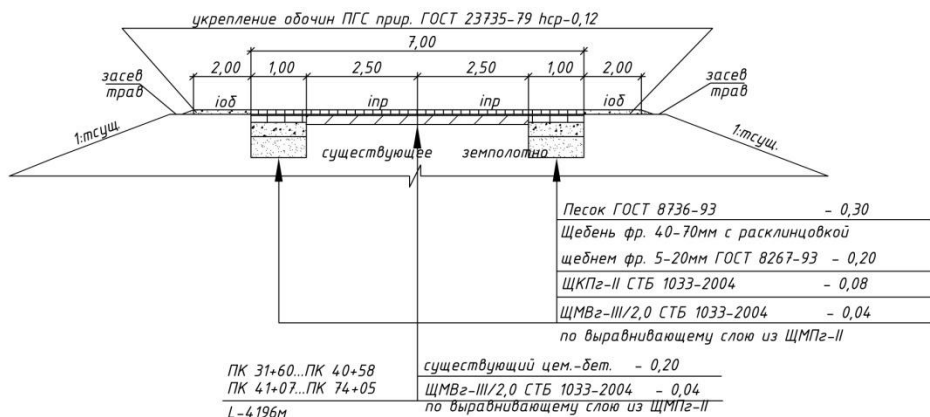 укрепление обочин ПГС прир. ГОСТ 23735-79 hср-0,12
7,00
2,00 1,00 2,50 2,50 1,00 2,00
засев трав
засев трав
iоб iпр iпр iоб
1:mсущ.
1:mсущ.
существующее земполотно
Песок ГОСТ 8736-93 - 0,30
Щебень фр. 40-70мм с расклинцовкой
щебнем фр. 5-20мм ГОСТ 8267-93 - 0,20
ЩКПг-II СТБ 1033-2004 - 0,08
ЩМВг-III/2,0 СТБ 1033-2004 - 0,04
по выравнивающему слою из ЩМПг-II
ПК 31+60...ПК 40+58
ПК 41+07...ПК 74+05
L-4196м
существующий цем.-бет. - 0,20
ЩМВг-III/2,0 СТБ 1033-2004 - 0,04
по выравнивающему слою из ЩМПг-II